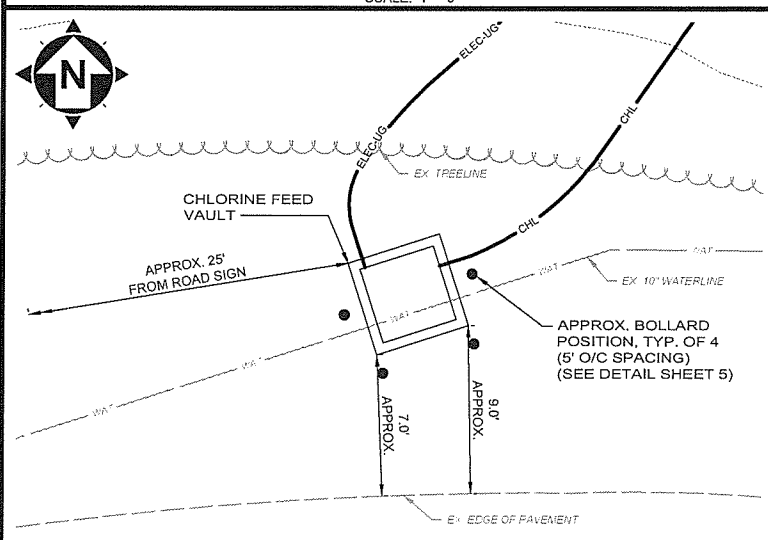 N
ELEC-UG
ELEC-UG
CHL
EX TREELINE
CHLORINE FEED
VAULT
CHL
APPROX. 25'
FROM ROAD SIGN
WAT
WAT
EX. 10" WATERLINE
WAT
WAT
WAT
APPROX. BOLLARD
POSITION, TYP. OF 4
(5' O/C SPACING)
(SEE DETAIL SHEET 5)
7.0'
APPROX.
9.0'
APPROX.
EX. EDGE OF PAVEMENT